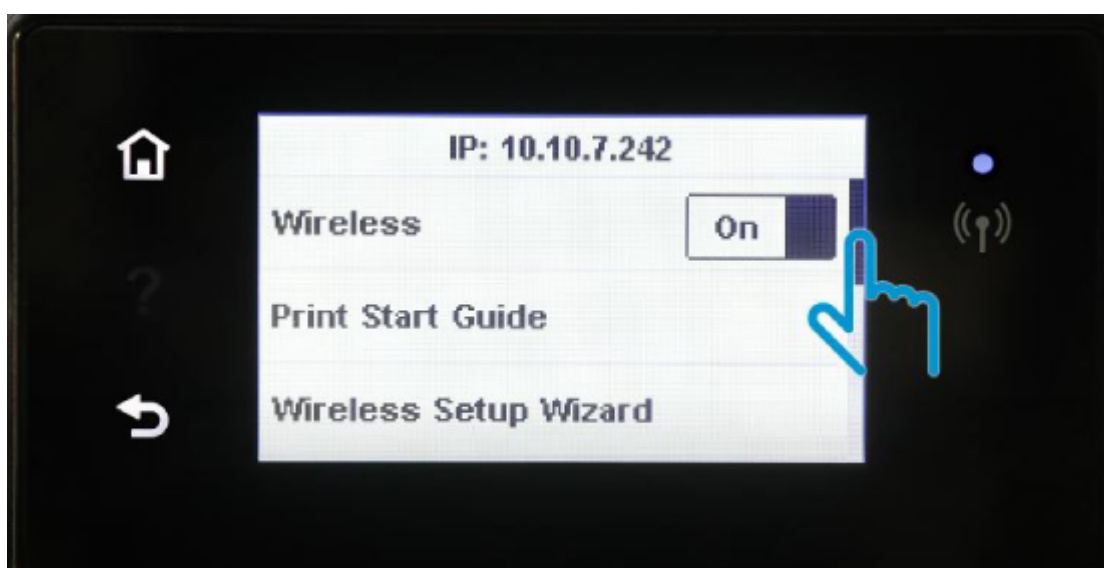 IP: 10.10.7.242
Wireless
On
Print Start Guide
Wireless Setup Wizard
?